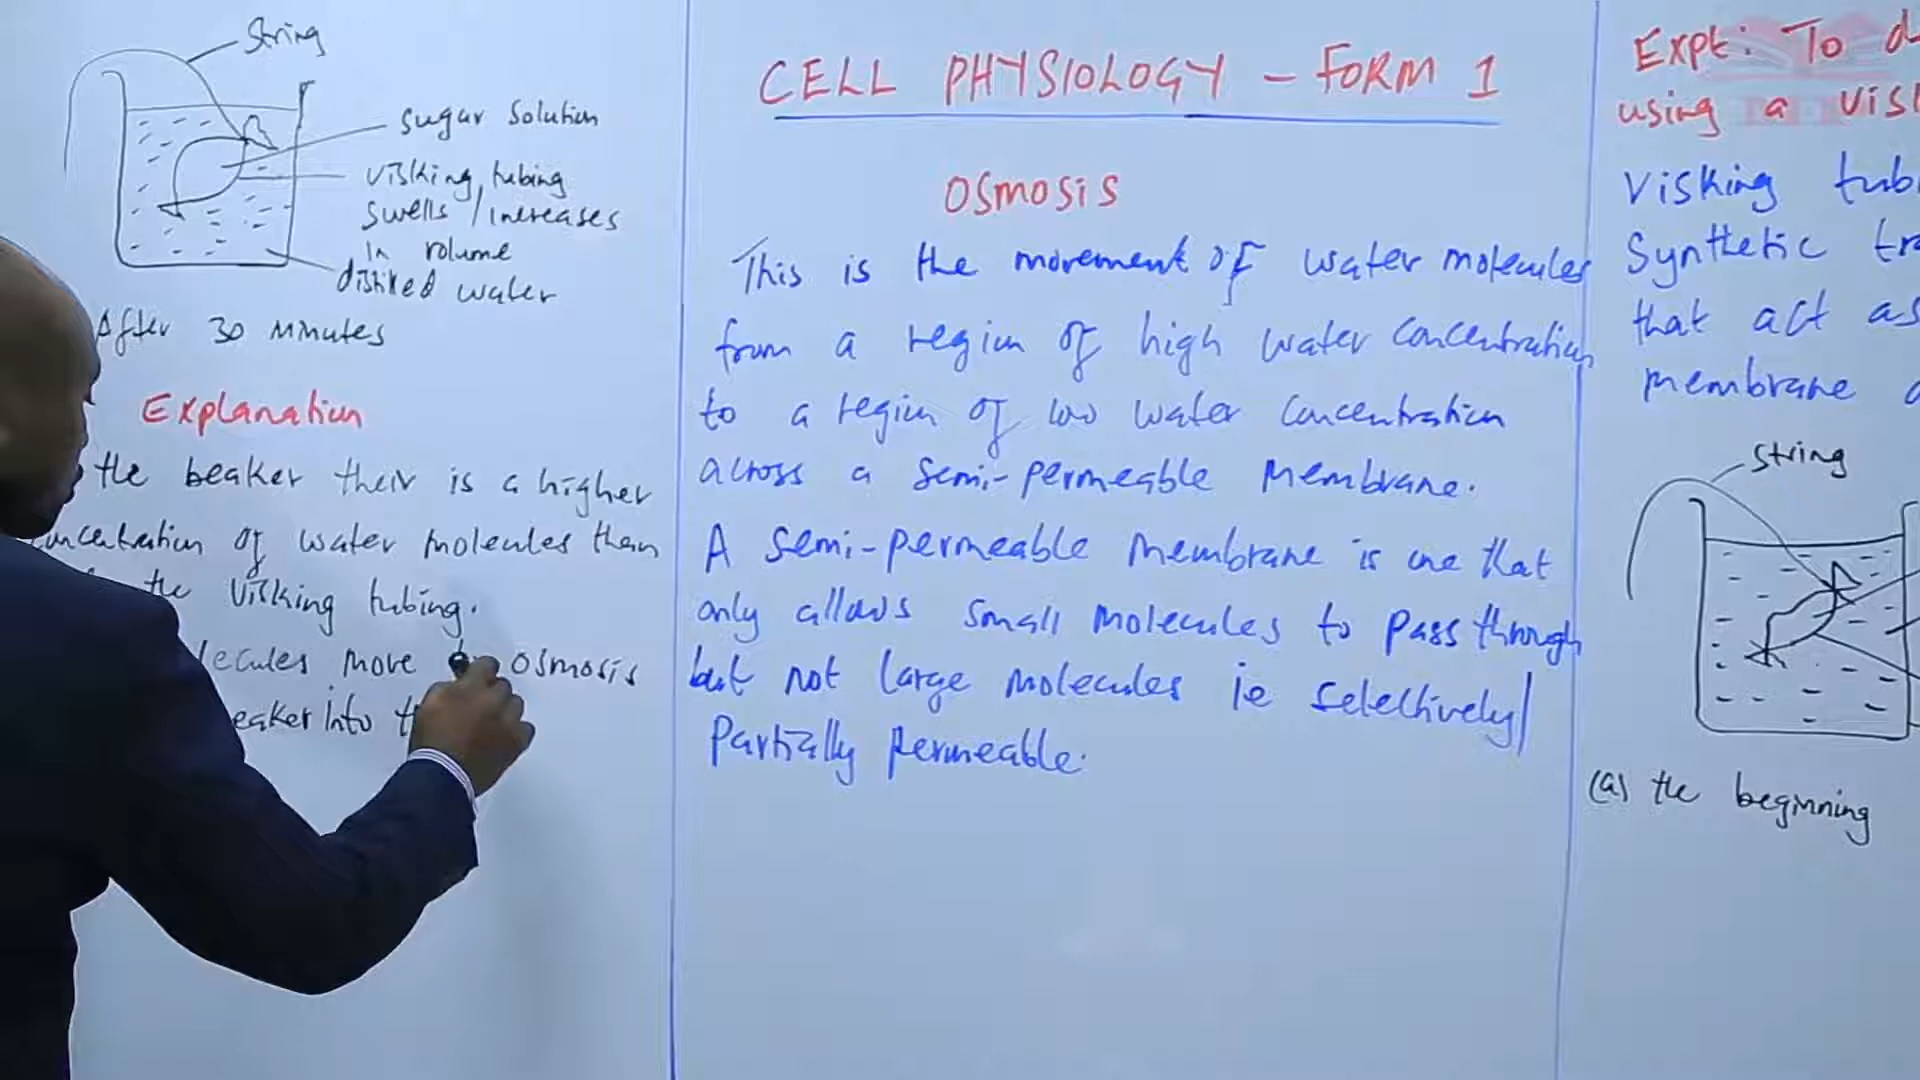 String
sugar solution
visking tubing
swells/increases
in volume
distilled water
After 30 minutes
Explanation
the beaker their is a higher
concentration of water molecules than
the visking tubing.
move osmosis
into
CELL PHYSIOLOGY - FORM 1
OSMOSIS
This is the movement of water molecules
from a region of high water concentration
to a region of low water concentration
across a semi-permeable membrane.
A semi-permeable membrane is one that
only allows small molecules to pass through
but not large molecules ie selectively/
partially permeable.
Expt: To d
using a visk
Visking tubi
Synthetic tra
that act as
membrane
String
(a) the beginning